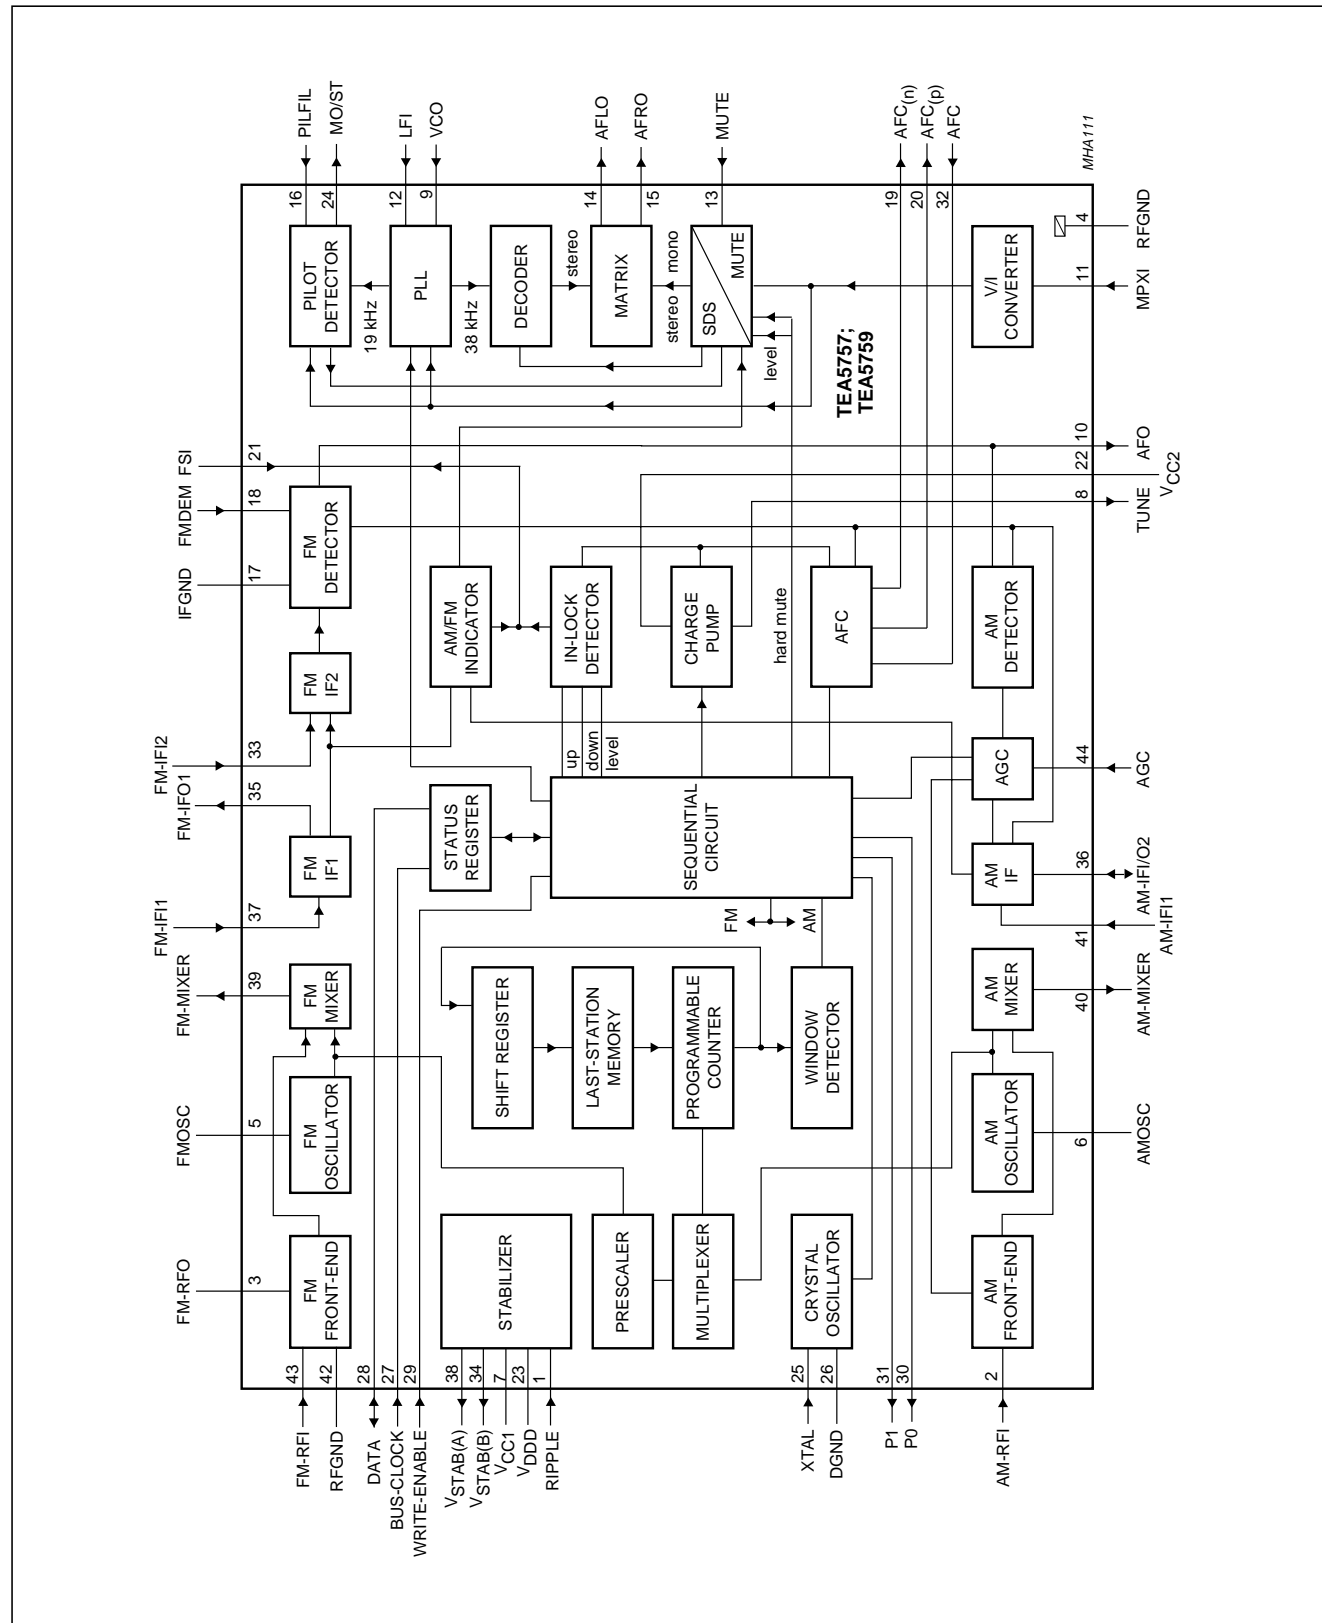 PILFIL
MO/ST
LFI
VCO
AFLO
AFRO
MUTE
AFC(n)
AFC(p)
AFC
MHA111
16
24
12
9
14
15
13
19
20
32
4
RFGND
PILOT
DETECTOR
19 kHz
PLL
38 kHz
DECODER
stereo
MATRIX
stereo
mono
SDS
MUTE
level
TEA5757;
TEA5759
V/I
CONVERTER
11
MPXI
FSI
21
FMDEM
18
IFGND
17
FM
DETECTOR
10
AFO
22
VCC2
8
TUNE
AM/FM
INDICATOR
IN-LOCK
DETECTOR
CHARGE
PUMP
hard mute
AFC
AM
DETECTOR
FM
IF2
FM-IFI2
33
FM-IFO1
35
up
down
level
AGC
44
AGC
FM
IF1
STATUS
REGISTER
SEQUENTIAL
CIRCUIT
AM
IF
36
AM-IFI/O2
FM-IFI1
37
FM
AM
41
AM-IFI1
FM-MIXER
39
FM
MIXER
SHIFT REGISTER
LAST-STATION
MEMORY
PROGRAMMABLE
COUNTER
WINDOW
DETECTOR
AM
MIXER
40
AM-MIXER
FMOSC
5
FM
OSCILLATOR
AM
OSCILLATOR
6
AMOSC
FM-RFO
3
FM
FRONT-END
STABILIZER
PRESCALER
MULTIPLEXER
CRYSTAL
OSCILLATOR
AM
FRONT-END
43
42
28
27
29
38
34
7
23
1
25
26
31
30
2
FM-RFI
RFGND
DATA
BUS-CLOCK
WRITE-ENABLE
VSTAB(A)
VSTAB(B)
VCC1
VDDD
RIPPLE
XTAL
DGND
P1
P0
AM-RFI